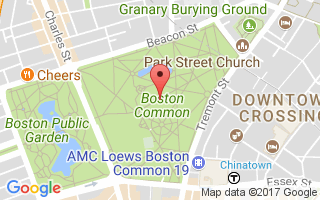 Granary Burying
Ground
Charles St
Beacon St
Park Street Church
Cheers
Boston
Common
Tremont St
DOWNTOWN
CROSSING
Boston Public
Garden
AMC Loews Boston
Common 19
Chinatown
Essex St
Google
Map data ©2017 Google